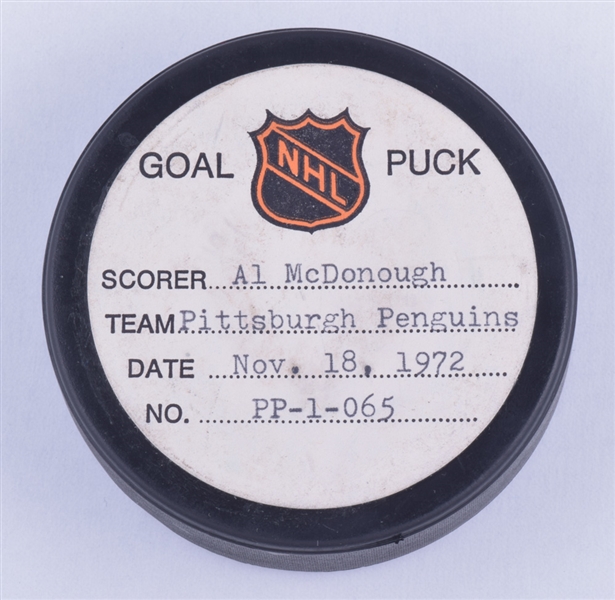 GOAL NHL PUCK
SCORER Al McDonough
TEAM Pittsburgh Penguins
DATE Nov. 18, 1972
NO. PP-1-065